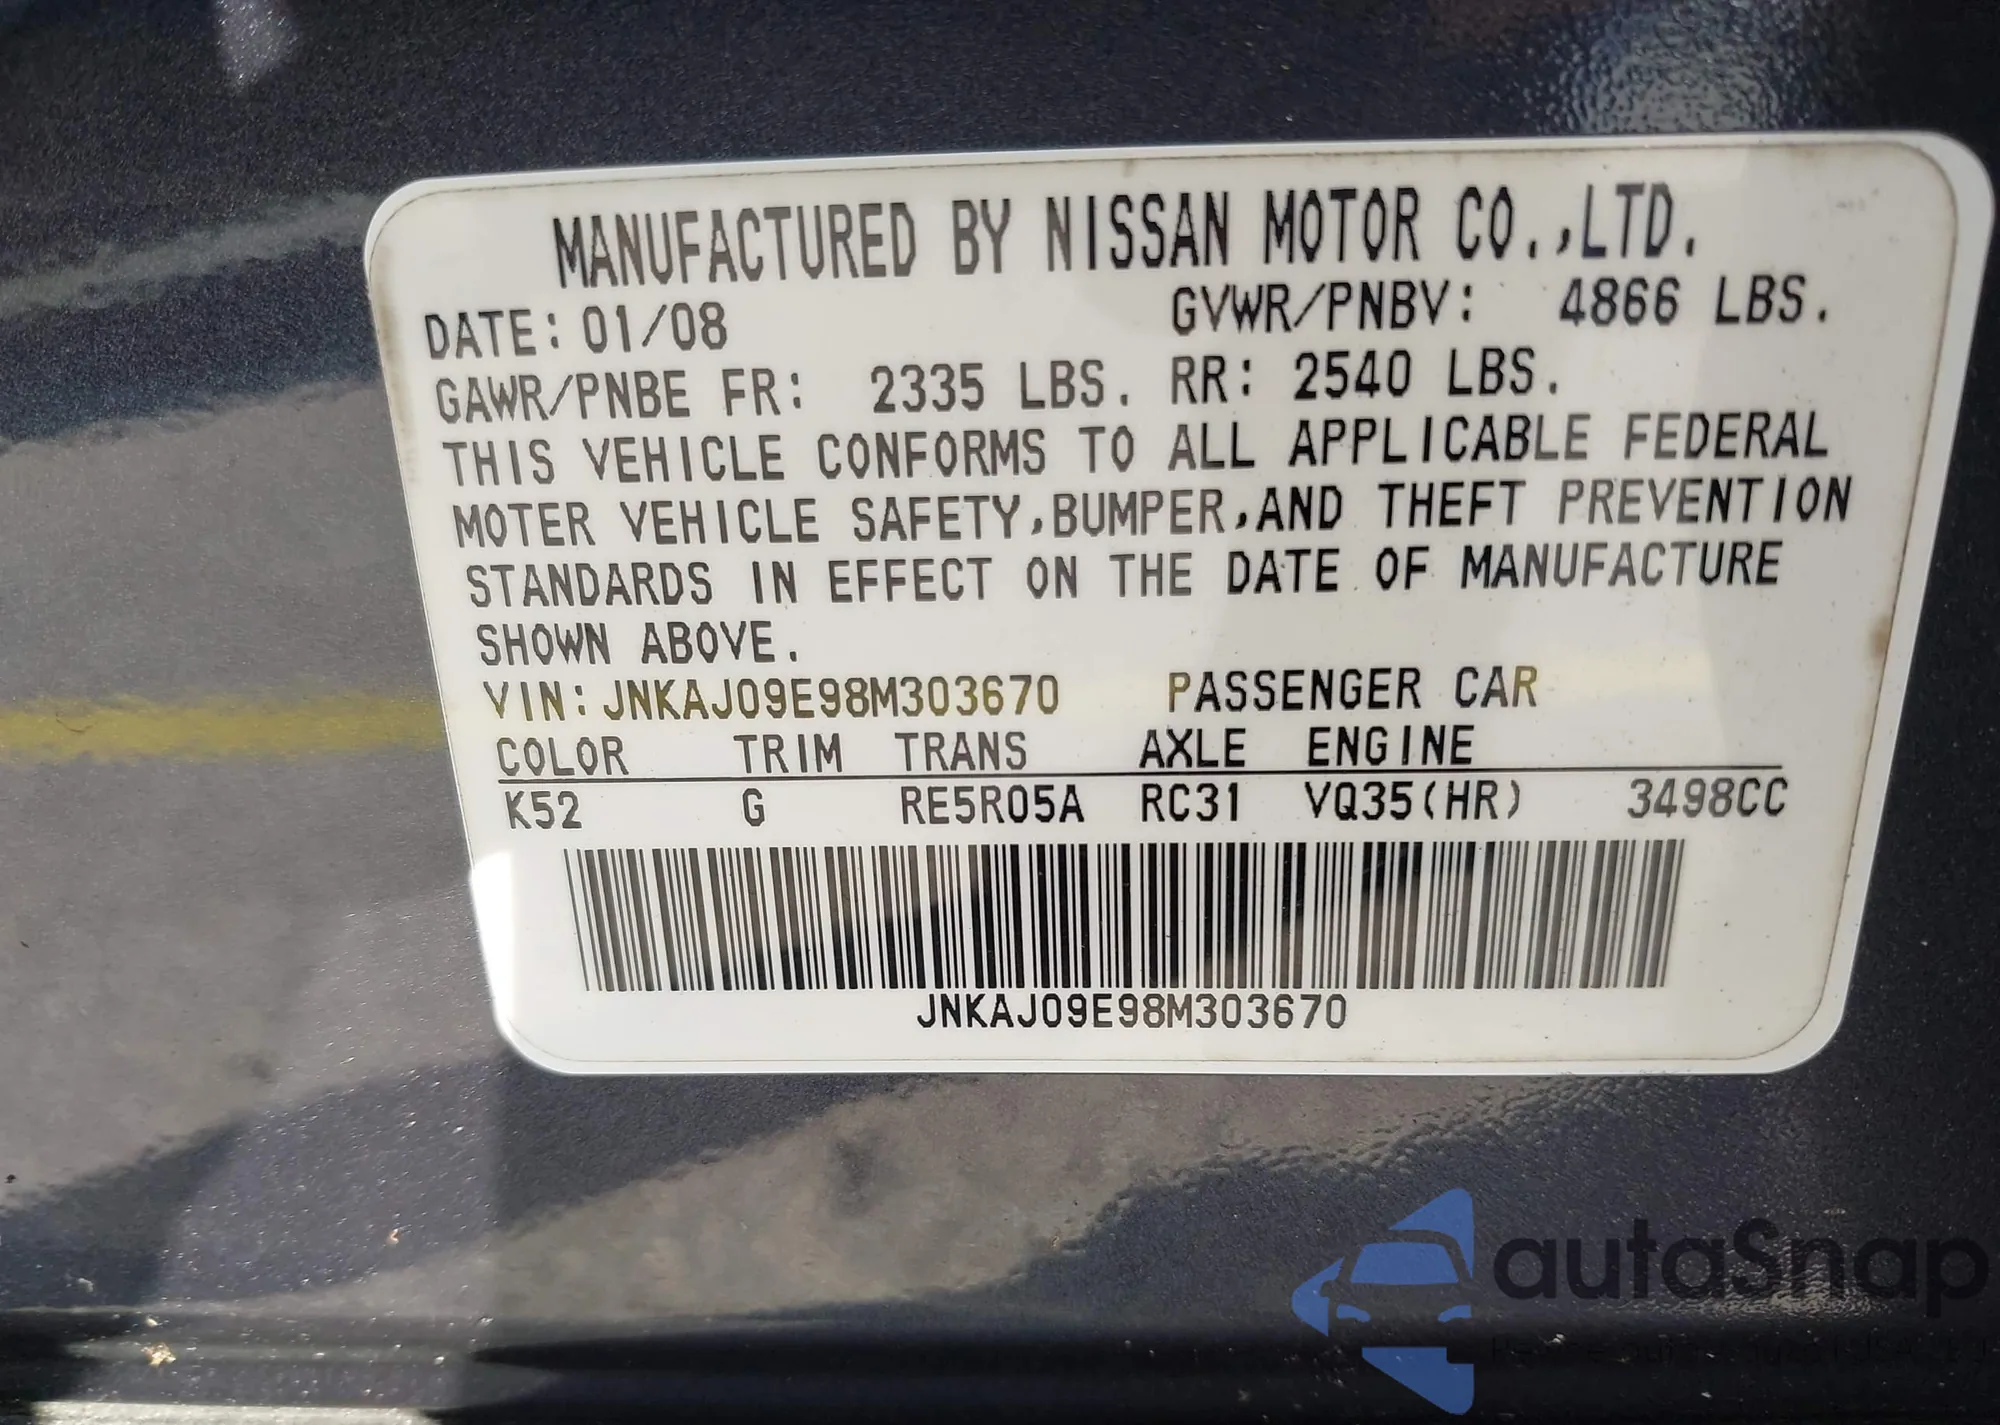 MANUFACTURED BY NISSAN MOTOR CO.,LTD.
DATE: 01/08 GVWR/PNBV: 4866 LBS.
GAWR/PNBE FR: 2335 LBS. RR: 2540 LBS.
THIS VEHICLE CONFORMS TO ALL APPLICABLE FEDERAL
MOTER VEHICLE SAFETY,BUMPER,AND THEFT PREVENTION
STANDARDS IN EFFECT ON THE DATE OF MANUFACTURE
SHOWN ABOVE.
VIN: JNKAJ09E98M303670 PASSENGER CAR
COLOR TRIM TRANS AXLE ENGINE
K52 G RE5R05A RC31 VQ35(HR) 3498CC
JNKAJ09E98M303670
autaSnap